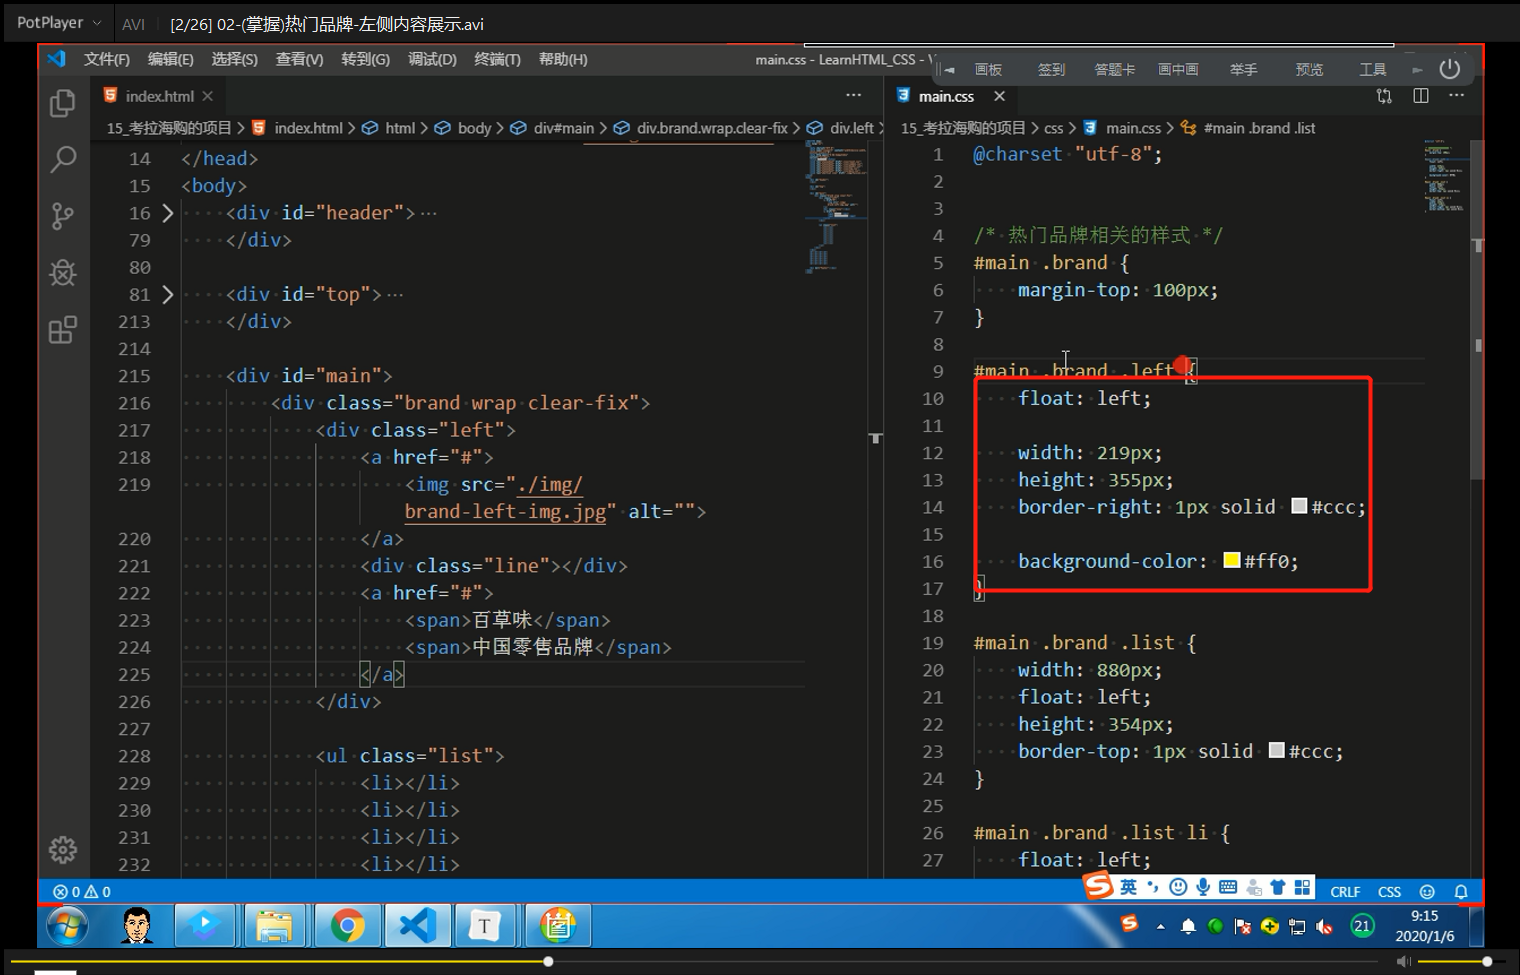 PotPlayer AVI [2/26] 02-(掌握)热门品牌-左侧内容展示.avi
文件(F) 编辑(E) 选择(S) 查看(V) 转到(G) 调试(D) 终端(T) 帮助(H) main.css - LearnHTML_CSS -
画板 签到 答题卡 画中画 举手 预览 工具
index.html
15_考拉海购的项目 > index.html > html > body > div#main > div.brand.wrap.clear-fix > div.left >
14 </head>
15 <body>
16 <div id="header">…
79 </div>
80
81 <div id="top">…
213 </div>
214
215 <div id="main">
216 <div class="brand wrap clear-fix">
217 <div class="left">
218 <a href="#">
219 <img src="./img/
brand-left-img.jpg" alt="">
220 </a>
221 <div class="line"></div>
222 <a href="#">
223 <span>百草味</span>
224 <span>中国零售品牌</span>
225 </a>
226 </div>
227
228 <ul class="list">
229 <li></li>
230 <li></li>
231 <li></li>
232 <li></li>
main.css
15_考拉海购的项目 > css > main.css > #main .brand .list
1 @charset "utf-8";
2
3
4 /* 热门品牌相关的样式 */
5 #main .brand {
6 margin-top: 100px;
7 }
8
9 #main .brand .left {
10 float: left;
11
12 width: 219px;
13 height: 355px;
14 border-right: 1px solid #ccc;
15
16 background-color: #ff0;
17 }
18
19 #main .brand .list {
20 width: 880px;
21 float: left;
22 height: 354px;
23 border-top: 1px solid #ccc;
24 }
25
26 #main .brand .list li {
27 float: left;
0 0
英
CRLF CSS
T
21
9:15
2020/1/6